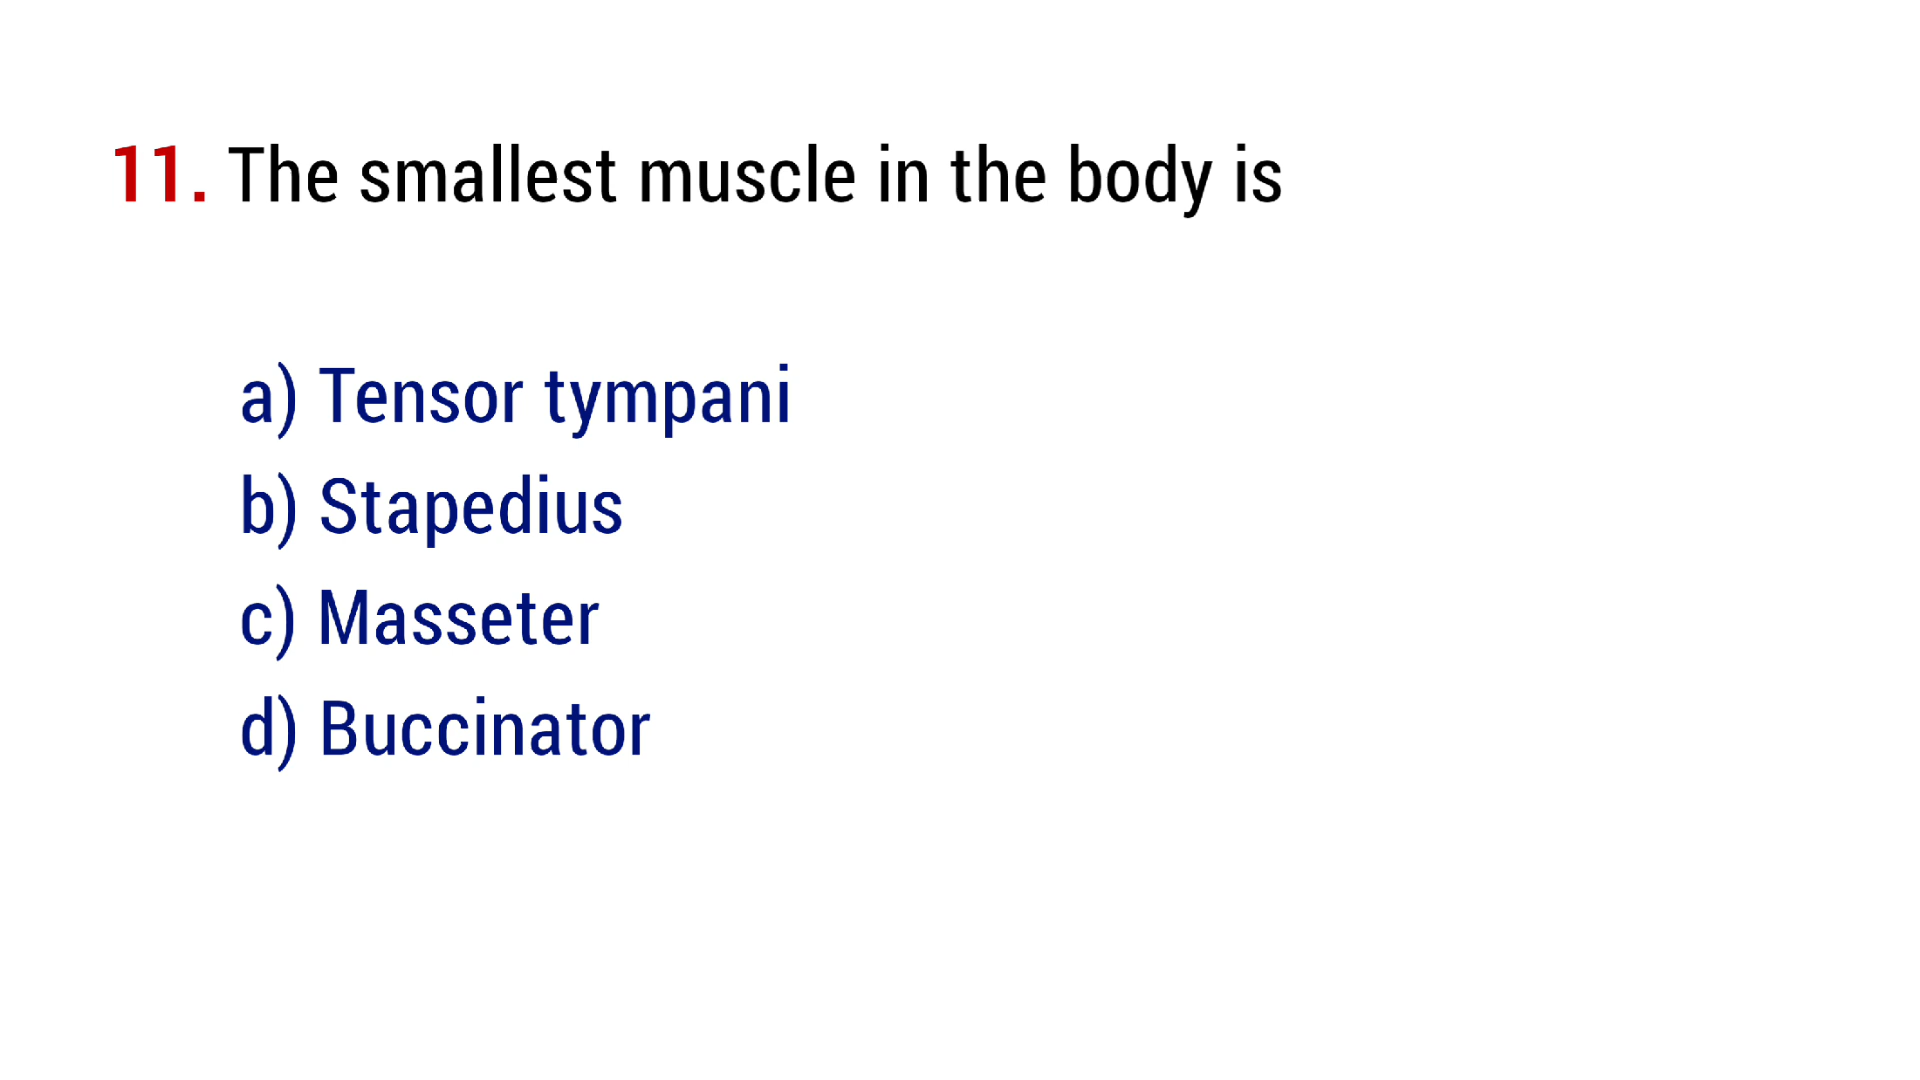 11. The smallest muscle in the body is
a) Tensor tympani
b) Stapedius
c) Masseter
d) Buccinator